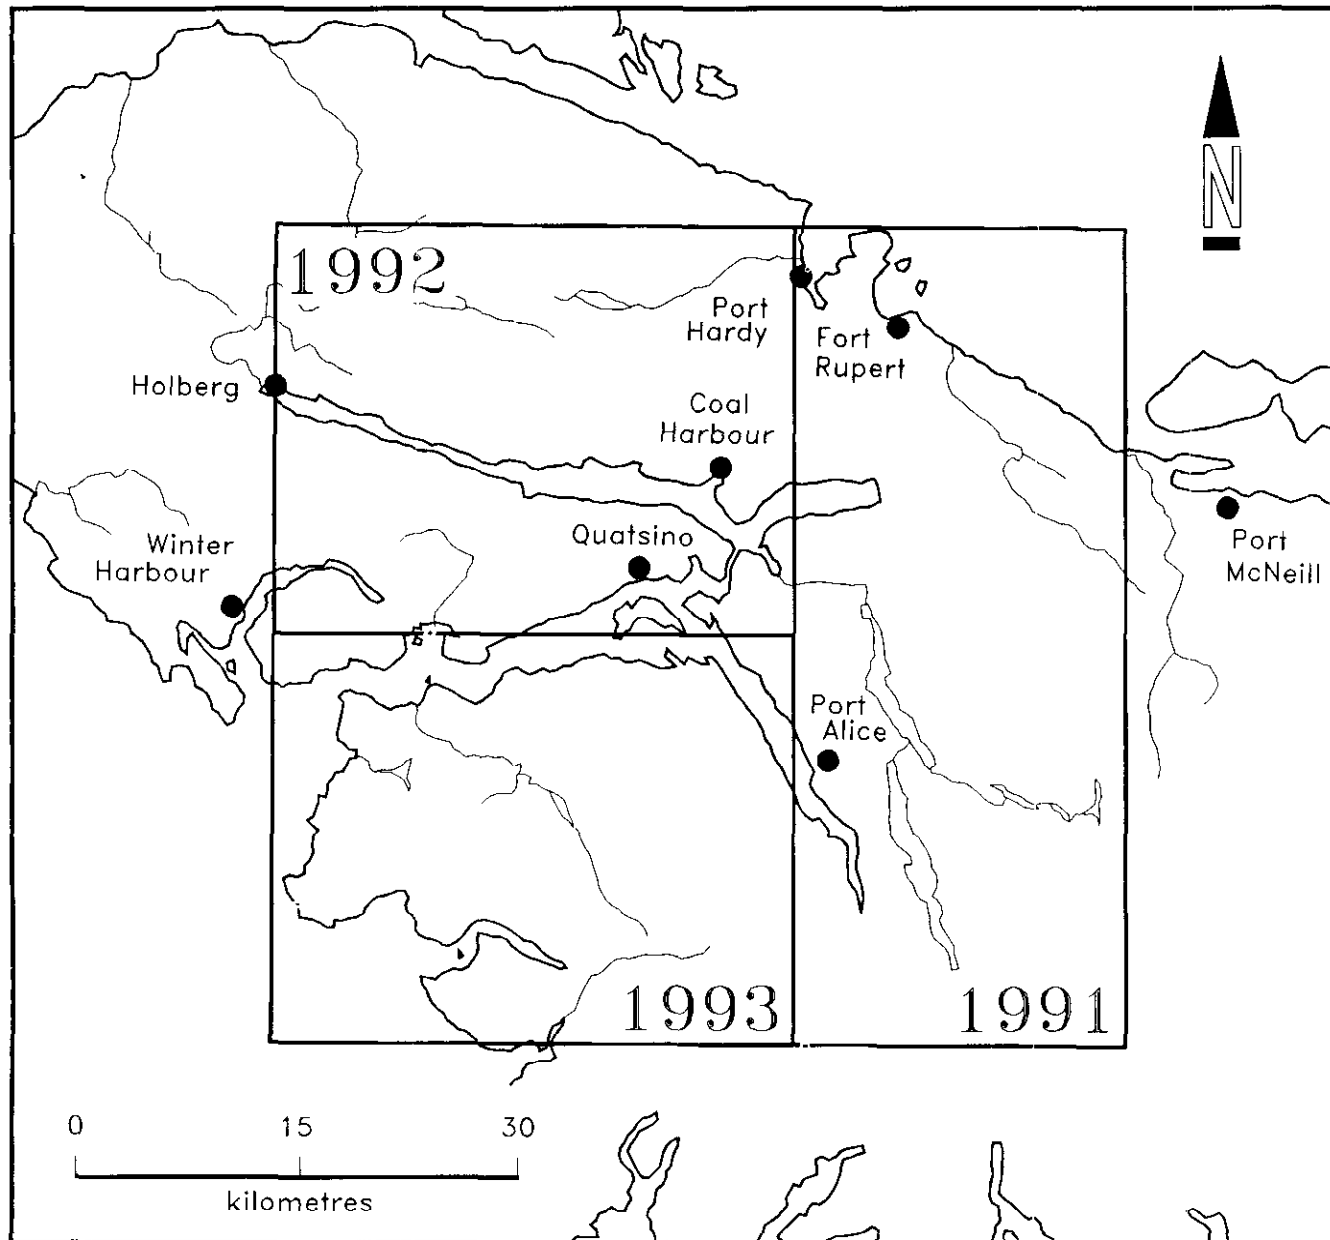 N
1992
Port
Hardy
Fort
Rupert
Holberg
Coal
Harbour
Quatsino
Winter
Harbour
Port
McNeill
Port
Alice
1993
1991
0 15 30
kilometres